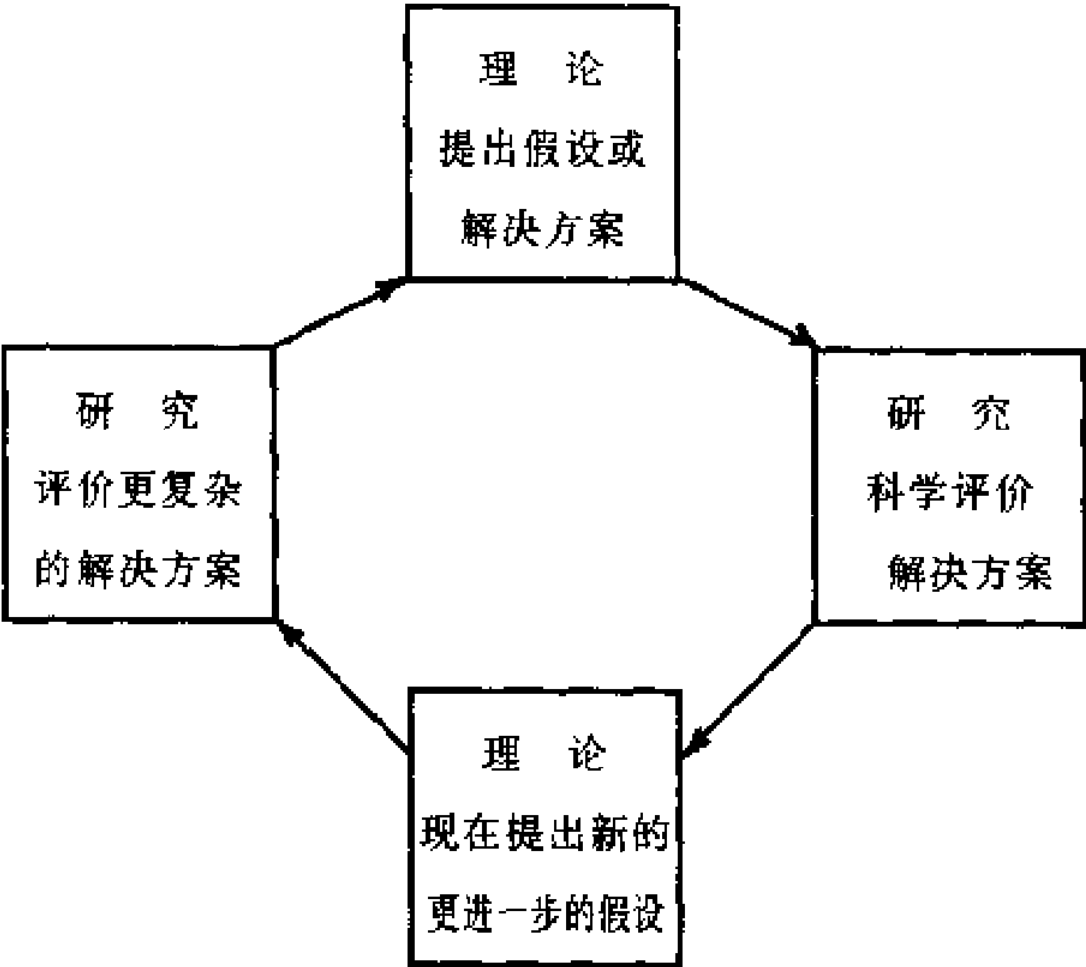 理 论
提出假设或
解决方案
研 究
评价更复杂
的解决方案
研 究
科学评价
解决方案
理 论
现在提出新的
更进一步的假设